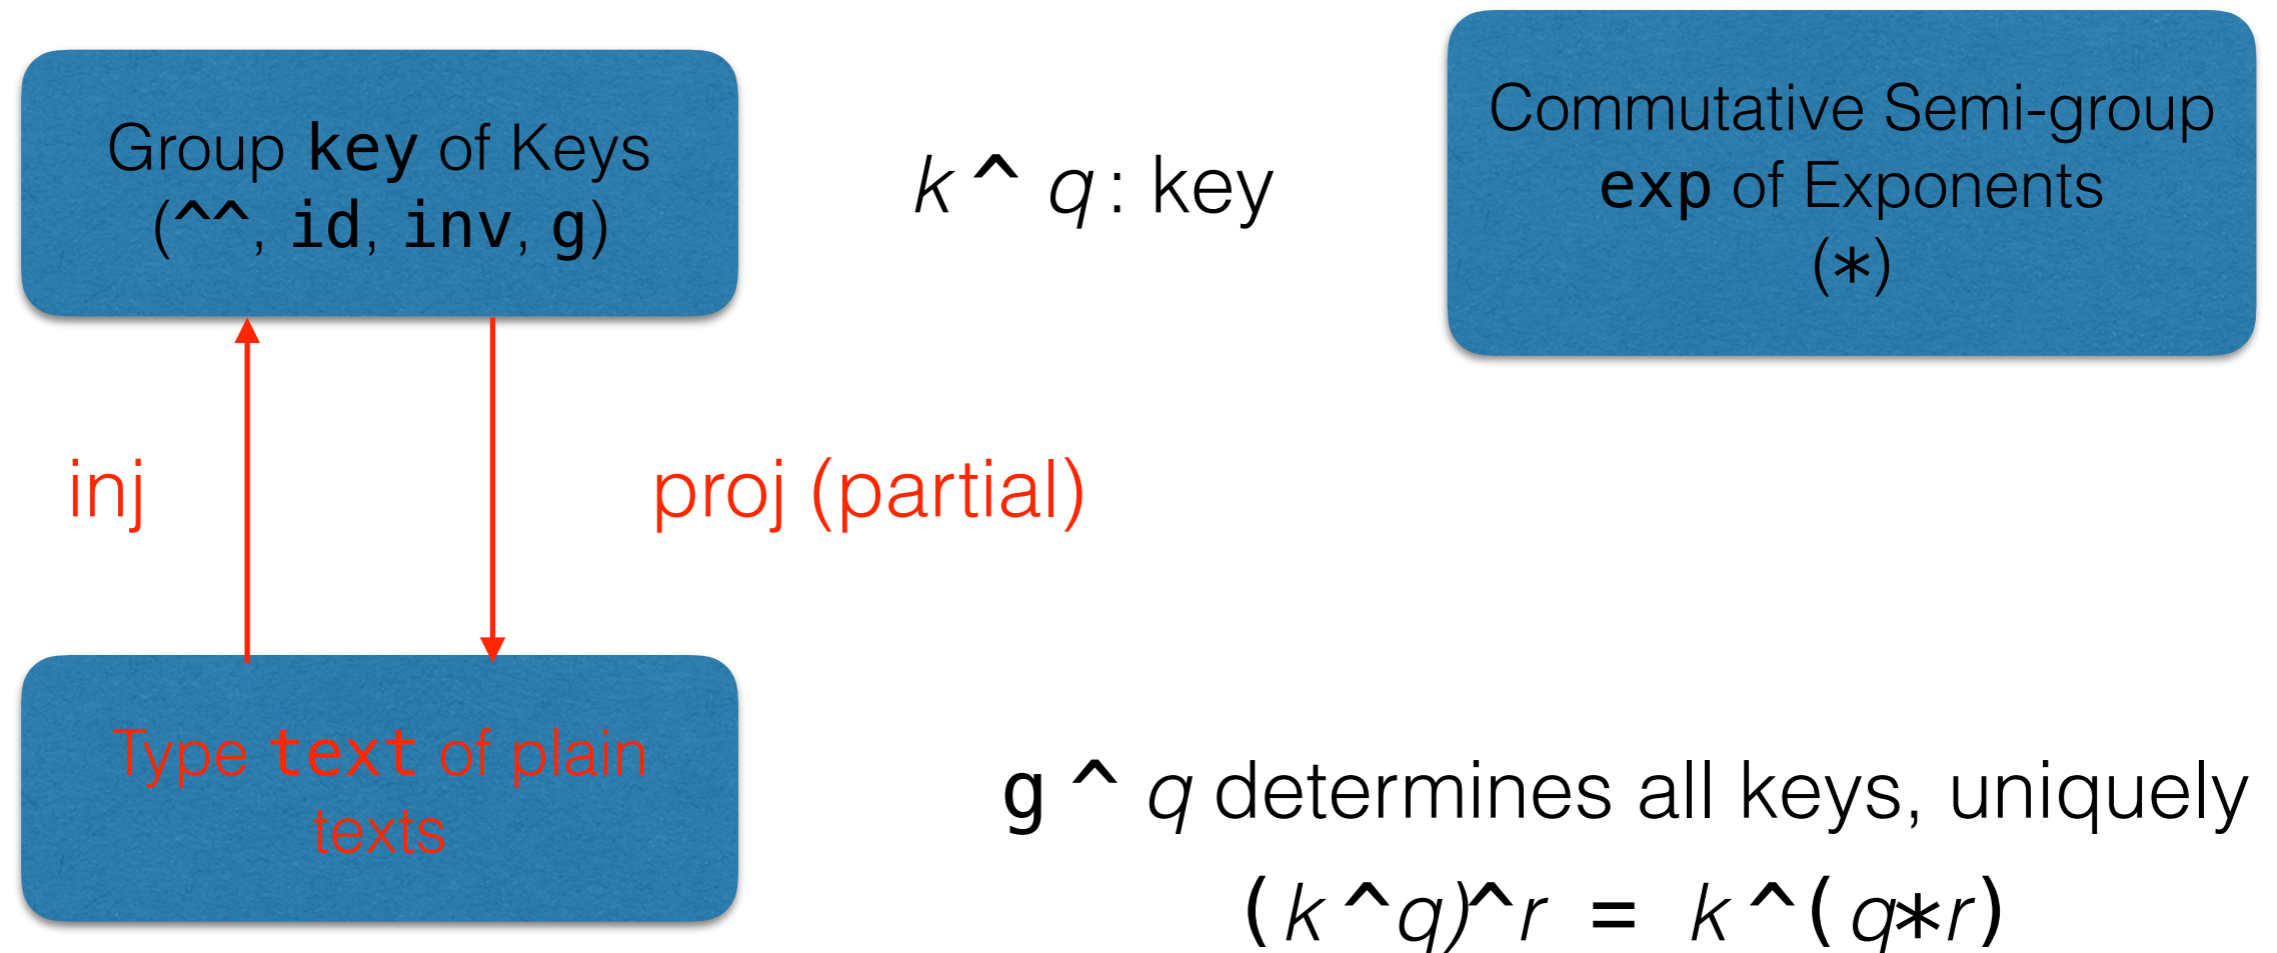 Group key of Keys
(^^, id, inv, g)
k ^ q : key
Commutative Semi-group
exp of Exponents
(*)
inj
proj (partial)
Type text of plain
texts
g ^ q determines all keys, uniquely
(k^q)^r = k^(q*r)